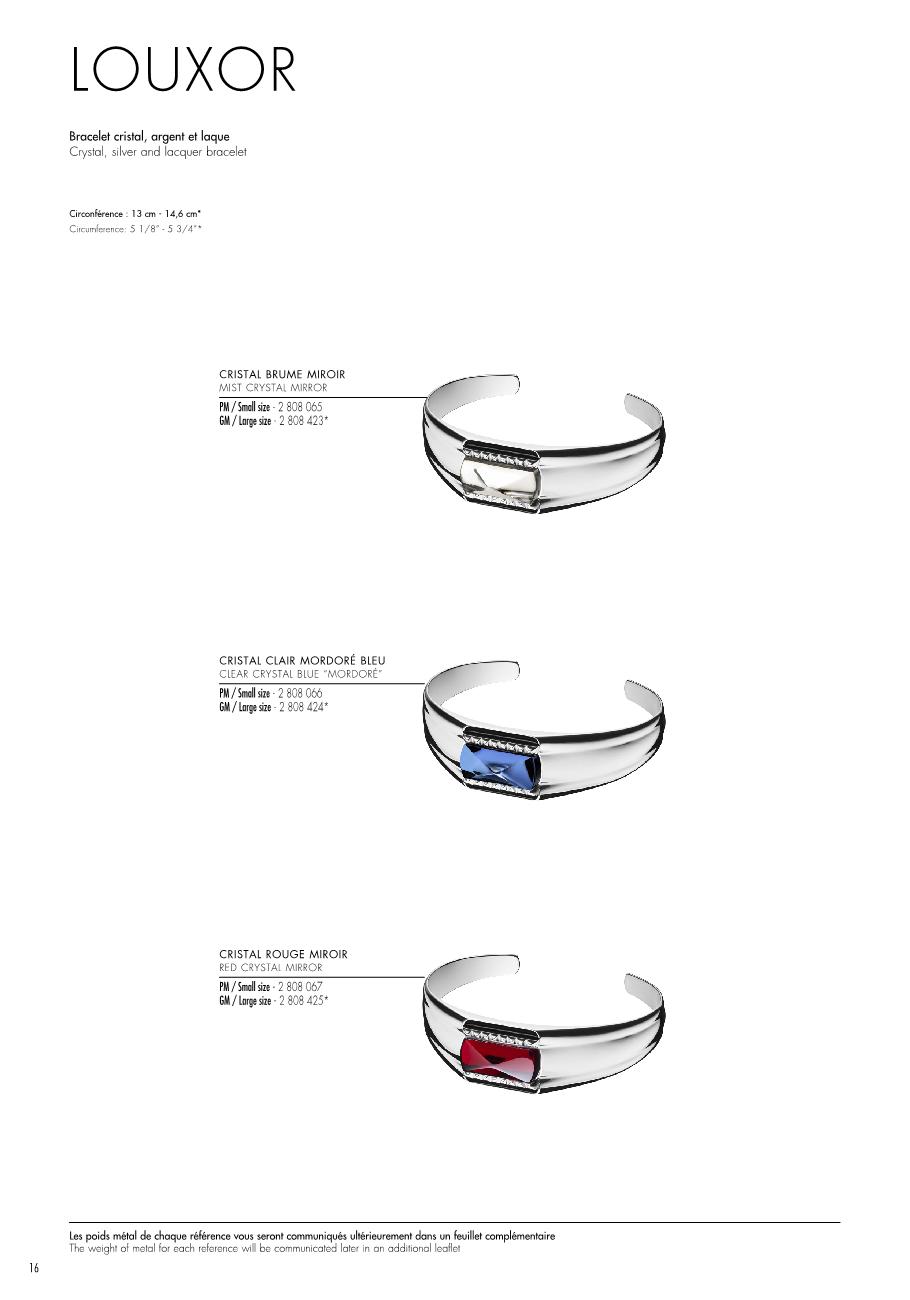 LOUXOR
Bracelet cristal, argent et laque
Crystal, silver and lacquer bracelet
Circonférence : 13 cm - 14,6 cm*
Circumference: 5 1/8" - 5 3/4"*
CRISTAL BRUME MIROIR
MIST CRYSTAL MIRROR
PM / Small size - 2 808 065
GM / Large size - 2 808 423*
CRISTAL CLAIR MORDORÉ BLEU
CLEAR CRYSTAL BLUE “MORDORÉ”
PM / Small size - 2 808 066
GM / Large size - 2 808 424*
CRISTAL ROUGE MIROIR
RED CRYSTAL MIRROR
PM / Small size - 2 808 067
GM / Large size - 2 808 425*
Les poids métal de chaque référence vous seront communiqués ultérieurement dans un feuillet complémentaire
The weight of metal for each reference will be communicated later in an additional leaflet
16